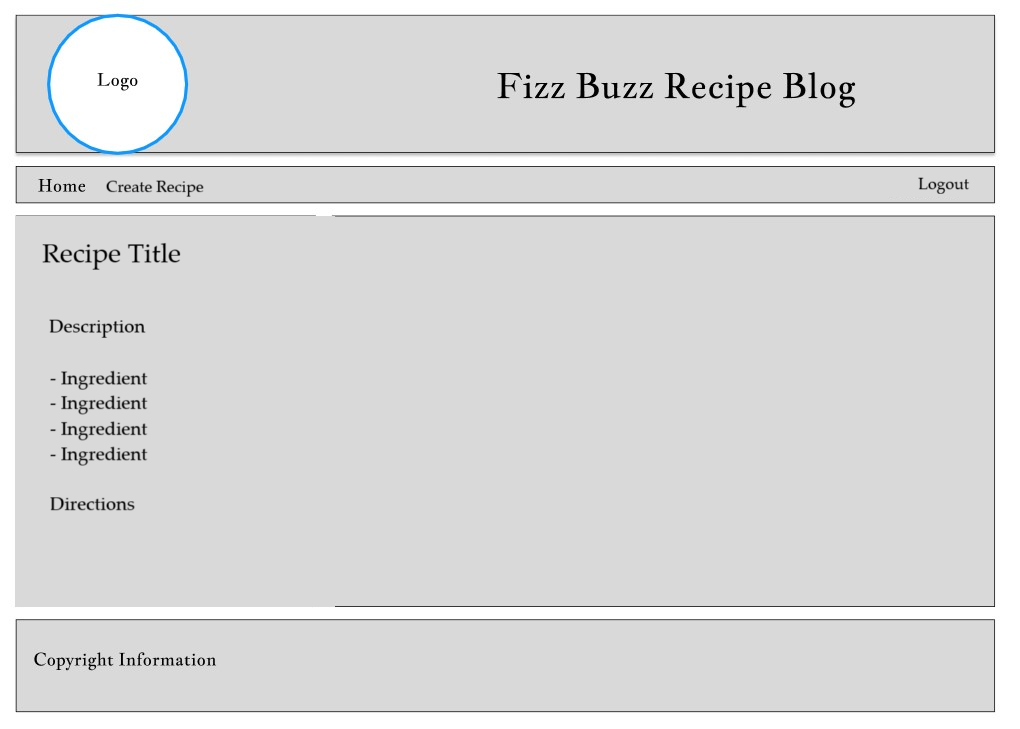 Logo
Fizz Buzz Recipe Blog
Home Create Recipe Logout
Recipe Title
Description
- Ingredient
- Ingredient
- Ingredient
- Ingredient
Directions
Copyright Information